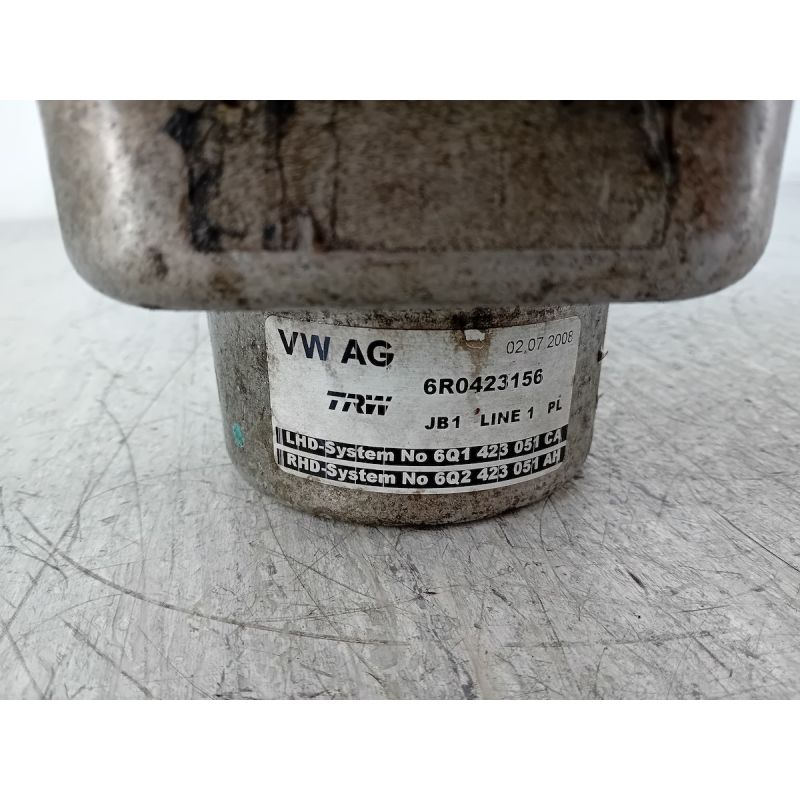 VW AG 02.07 2008
6R0423156
TRW JB1 LINE 1 PL
LHD-System No 6Q1 423 051 CA
RHD-System No 6Q2 423 051 AH